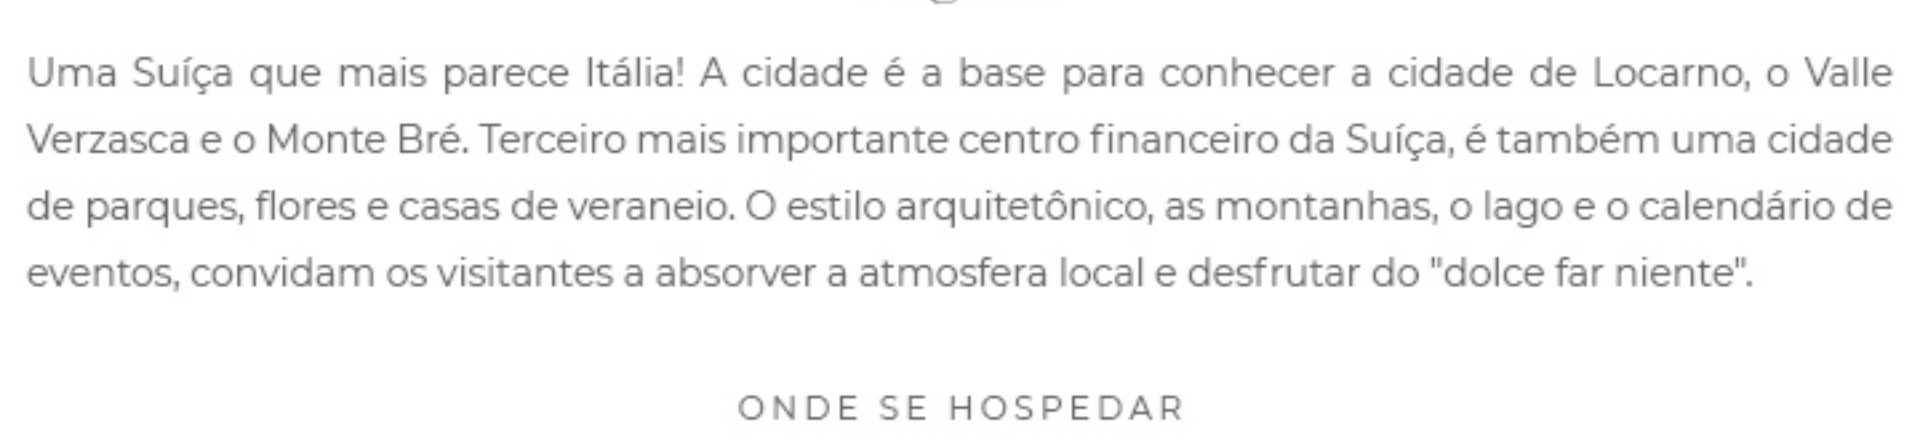 Uma Suíça que mais parece Itália! A cidade é a base para conhecer a cidade de Locarno, o Valle
Verzasca e o Monte Bré. Terceiro mais importante centro financeiro da Suíça, é também uma cidade
de parques, flores e casas de veraneio. O estilo arquitetônico, as montanhas, o lago e o calendário de
eventos, convidam os visitantes a absorver a atmosfera local e desfrutar do "dolce far niente".
ONDE SE HOSPEDAR